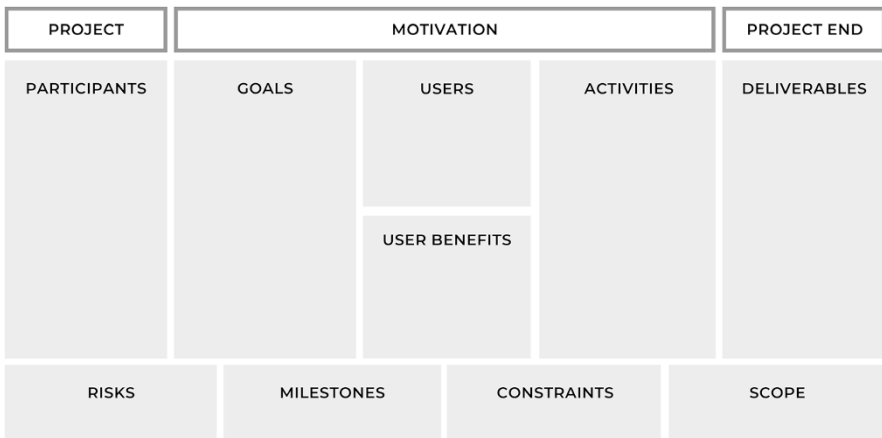 PROJECT
MOTIVATION
PROJECT END
PARTICIPANTS
GOALS
USERS
ACTIVITIES
DELIVERABLES
USER BENEFITS
RISKS
MILESTONES
CONSTRAINTS
SCOPE